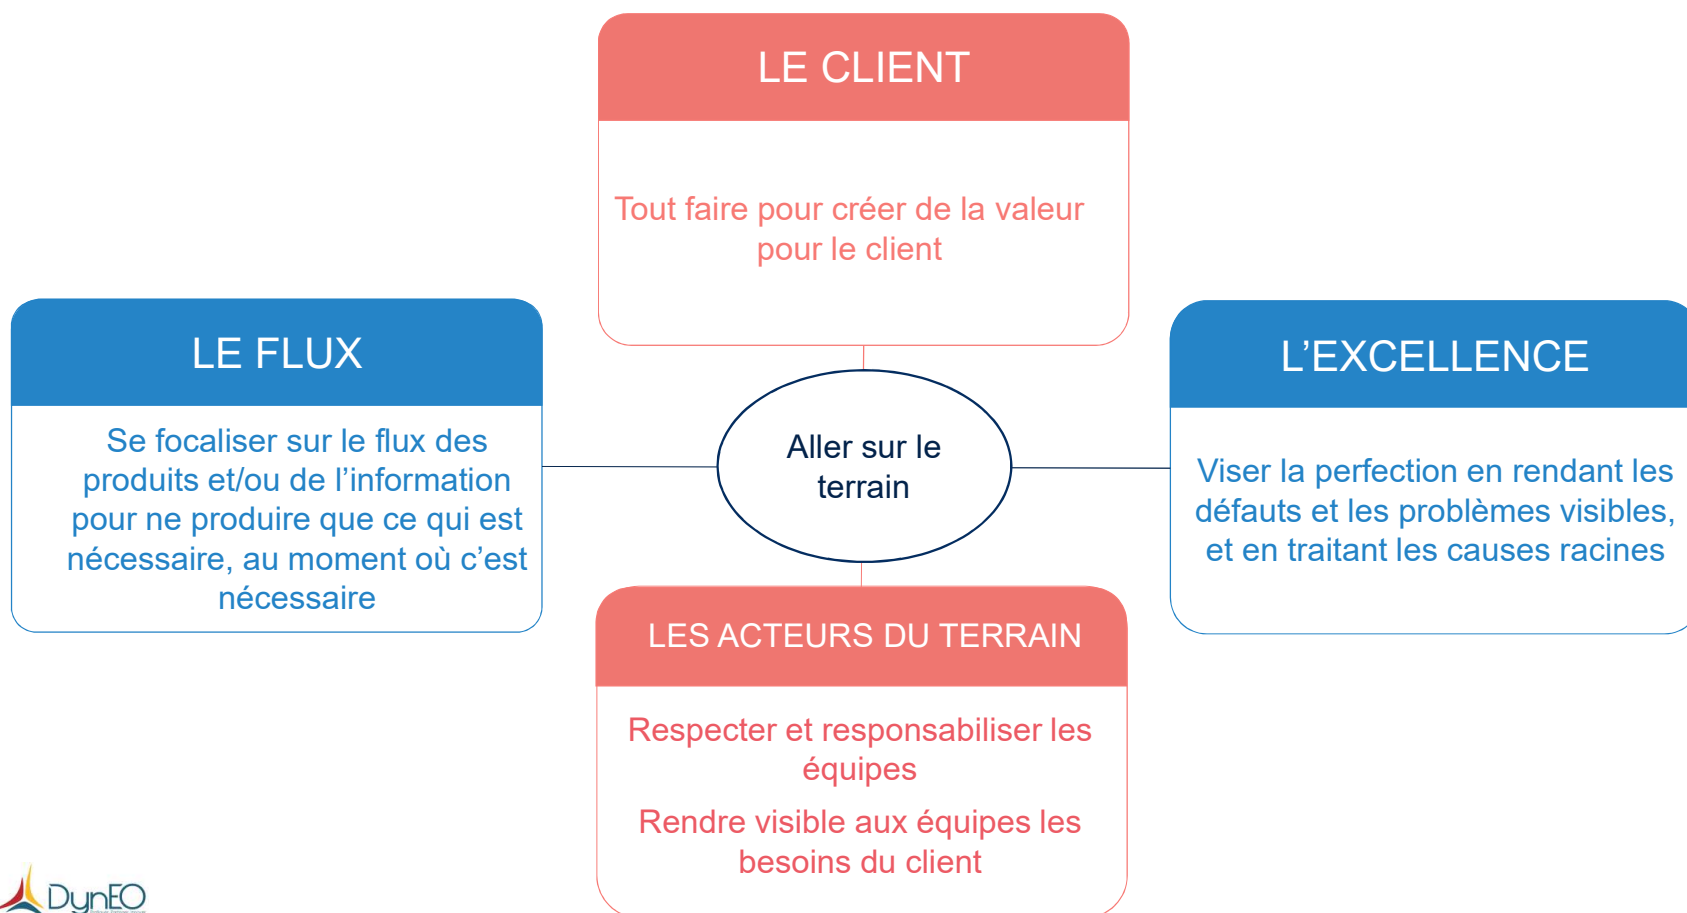 LE CLIENT
Tout faire pour créer de la valeur
pour le client
LE FLUX
Se focaliser sur le flux des
produits et/ou de l’information
pour ne produire que ce qui est
nécessaire, au moment où c’est
nécessaire
Aller sur le
terrain
L’EXCELLENCE
Viser la perfection en rendant les
défauts et les problèmes visibles,
et en traitant les causes racines
LES ACTEURS DU TERRAIN
Respecter et responsabiliser les
équipes
Rendre visible aux équipes les
besoins du client
DynEO